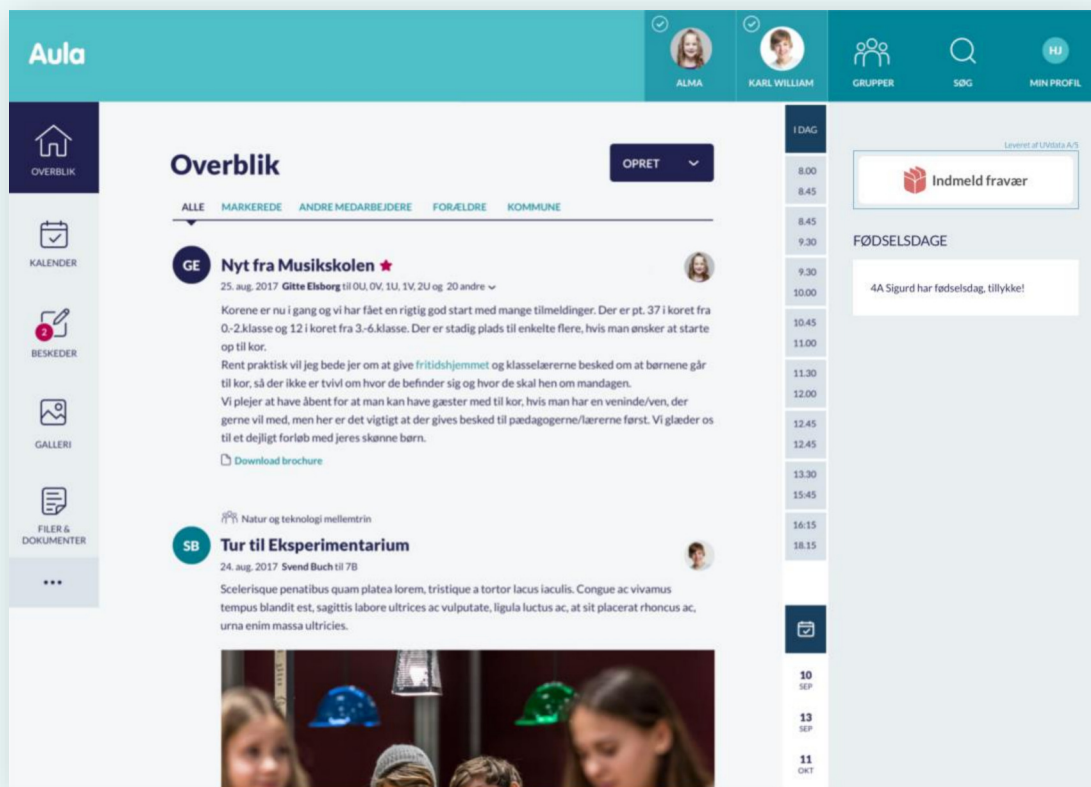 Aula
ALMA
KARL WILLIAM
GRUPPER
SØG
HJ
MIN PROFIL
OVERBLIK
KALENDER
2
BESKEDER
GALLERI
FILER &
DOKUMENTER
Overblik
OPRET
ALLE MARKEREDE ANDRE MEDARBEJDERE FORÆLDRE KOMMUNE
GE
Nyt fra Musikskolen
25. aug. 2017 Gitte Elsborg til 0U, 0V, 1U, 1V, 2U og 20 andre
Korene er nu i gang og vi har fået en rigtig god start med mange tilmeldinger. Der er pt. 37 i koret fra
0.-2.klasse og 12 i koret fra 3.-6.klasse. Der er stadig plads til enkelte flere, hvis man ønsker at starte
op til kor.
Rent praktisk vil jeg bede jer om at give fritidshjemmet og klasselærerne besked om at børnene går
til kor, så der ikke er tvivl om hvor de befinder sig og hvor de skal hen om mandagen.
Vi plejer at have åbent for at man kan have gæster med til kor, hvis man har en veninde/ven, der
gerne vil med, men her er det vigtigt at der gives besked til pædagogerne/lærerne først. Vi glæder os
til et dejligt forløb med jeres skønne børn.
Download brochure
Natur og teknologi mellemtrin
SB
Tur til Eksperimentarium
24. aug. 2017 Svend Buch til 7B
Scelerisque penatibus quam platea lorem, tristique a tortor lacus iaculis. Congue ac vivamus
tempus blandit est, sagittis labore ultrices ac vulputate, ligula luctus ac, at sit placerat rhoncus ac,
urna enim massa ultricies.
I DAG
8.00
8.45
8.45
9.30
9.30
10.00
10.45
11.00
11.30
12.00
12.45
12.45
13.30
15:45
16:15
18.15
10
SEP
13
SEP
11
OKT
Leveret af UVdata A/S
Indmeld fravær
FØDSELSDAGE
4A Sigurd har fødselsdag, tillykke!